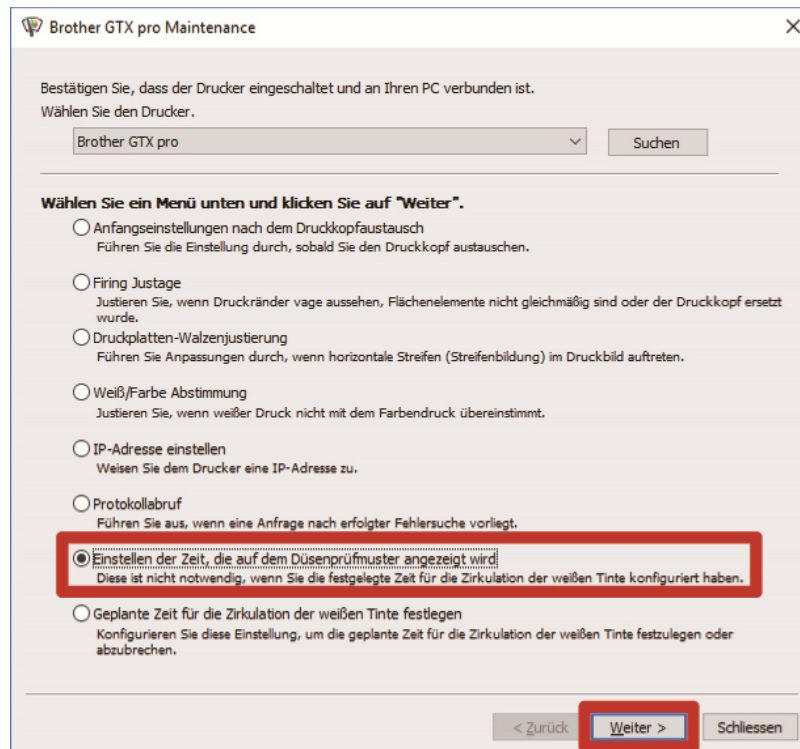 Brother GTX pro Maintenance
Bestätigen Sie, dass der Drucker eingeschaltet und an Ihren PC verbunden ist.
Wählen Sie den Drucker.
Brother GTX pro
Suchen
Wählen Sie ein Menü unten und klicken Sie auf "Weiter".
Anfangseinstellungen nach dem Druckkopfaustausch
Führen Sie die Einstellung durch, sobald Sie den Druckkopf austauschen.
Firing Justage
Justieren Sie, wenn Druckränder vage aussehen, Flächenelemente nicht gleichmäßig sind oder der Druckkopf ersetzt
wurde.
Druckplatten-Walzenjustierung
Führen Sie Anpassungen durch, wenn horizontale Streifen (Streifenbildung) im Druckbild auftreten.
Weiß/Farbe Abstimmung
Justieren Sie, wenn weißer Druck nicht mit dem Farbendruck übereinstimmt.
IP-Adresse einstellen
Weisen Sie dem Drucker eine IP-Adresse zu.
Protokollabruf
Führen Sie aus, wenn eine Anfrage nach erfolgter Fehlersuche vorliegt.
Einstellen der Zeit, die auf dem Düsenprüfmuster angezeigt wird
Diese ist nicht notwendig, wenn Sie die festgelegte Zeit für die Zirkulation der weißen Tinte konfiguriert haben.
Geplante Zeit für die Zirkulation der weißen Tinte festlegen
Konfigurieren Sie diese Einstellung, um die geplante Zeit für die Zirkulation der weißen Tinte festzulegen oder
abzubrechen.
< Zurück
Weiter >
Schliessen